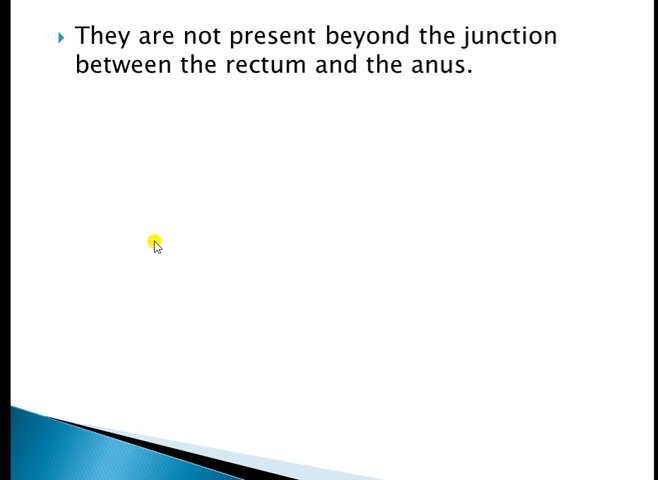 They are not present beyond the junction
between the rectum and the anus.